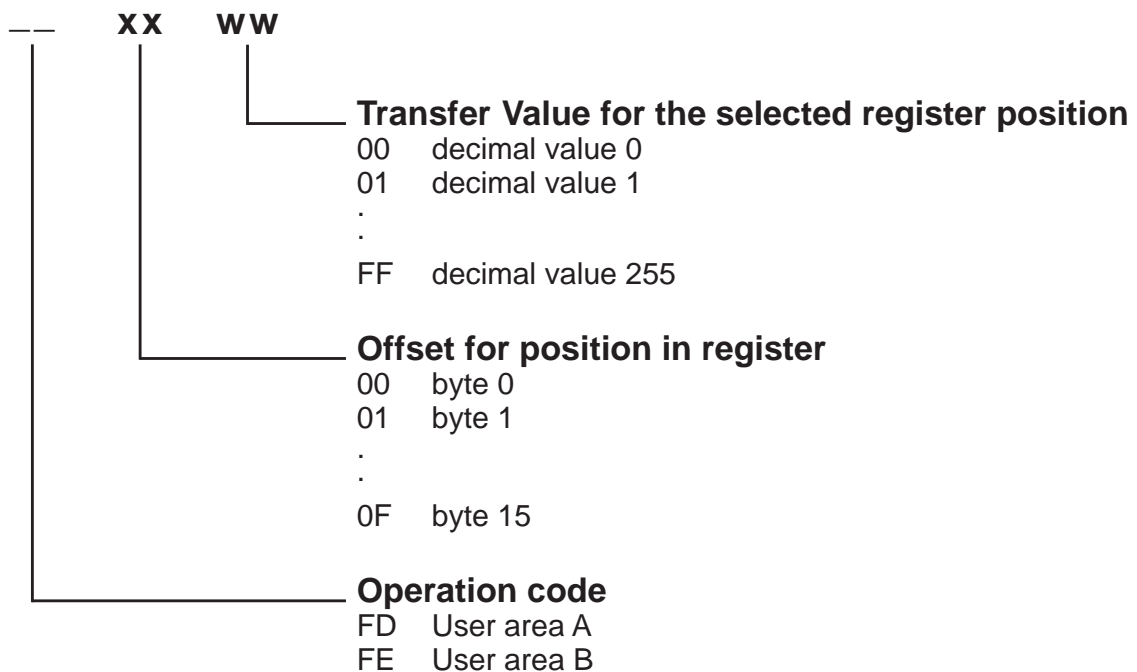 __ xx ww
Transfer Value for the selected register position
00 decimal value 0
01 decimal value 1
.
.
FF decimal value 255
Offset for position in register
00 byte 0
01 byte 1
.
.
0F byte 15
Operation code
FD User area A
FE User area B